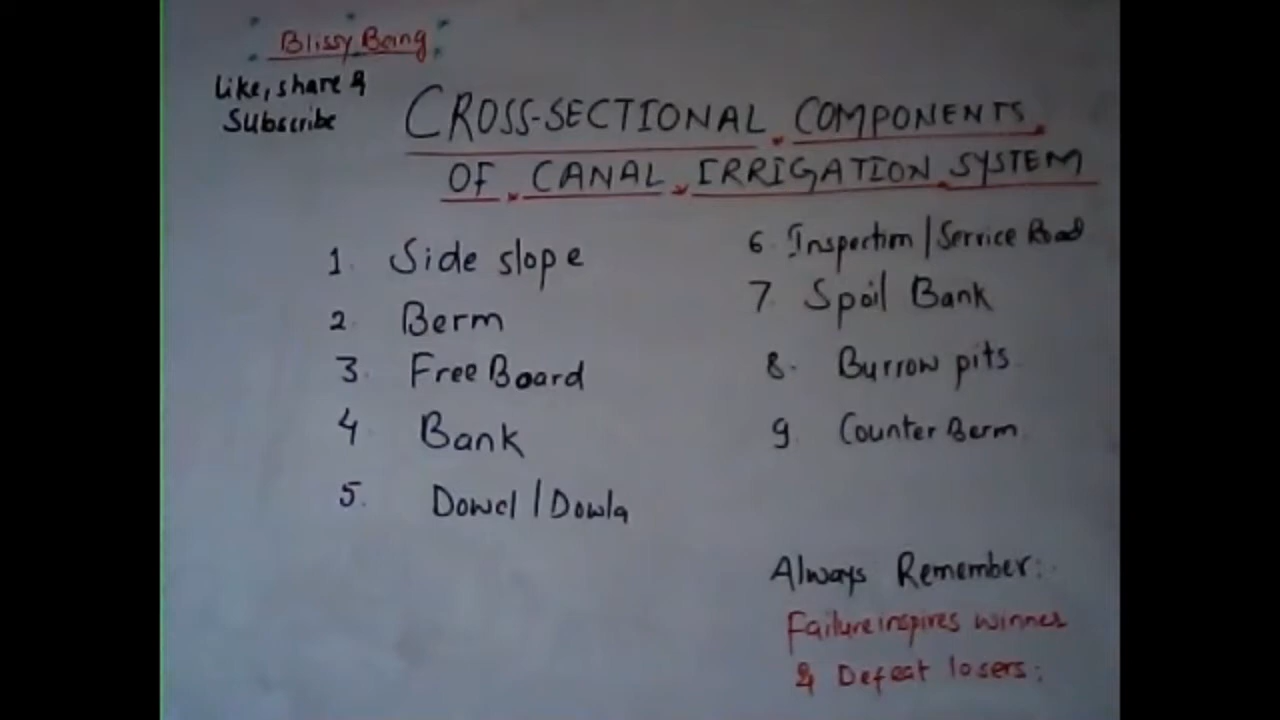 Blissy Being
Like, share &
Subscribe
CROSS-SECTIONAL COMPONENTS
OF CANAL IRRIGATION SYSTEM
1. Side slope
2. Berm
3. Free Board
4. Bank
5. Dowel / Dowla
6. Inspection / Service Road
7. Spoil Bank
8. Burrow pits
9. Counter Berm
Always Remember:
Failure inspires winner
& Defeat losers: